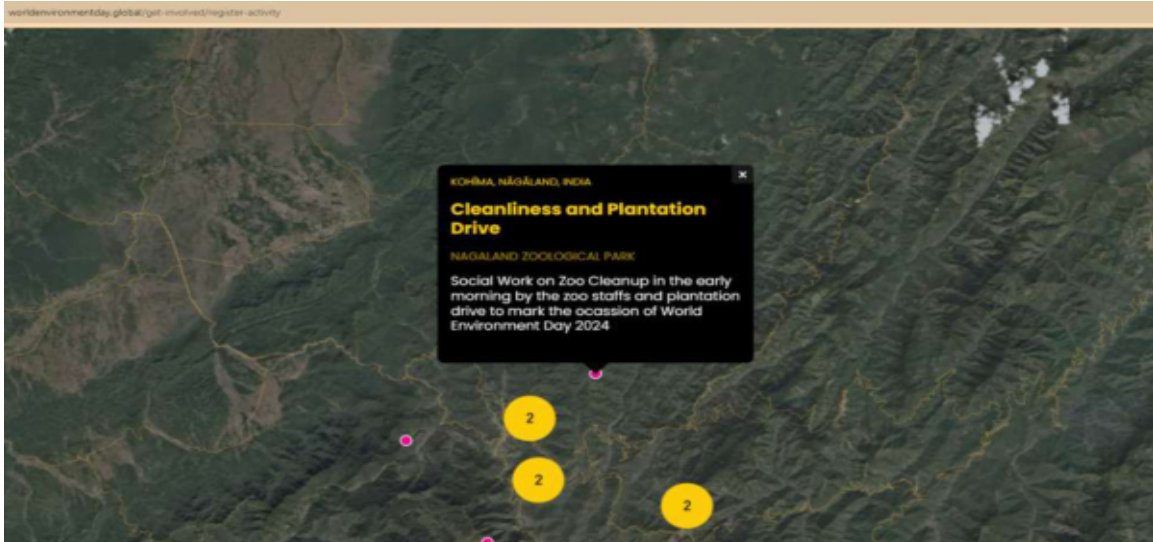 worldenvironmentday.global/get-involved/register-activity
KOHĪMA, NĀGĀLAND, INDIA
Cleanliness and Plantation
Drive
NAGALAND ZOOLOGICAL PARK
Social Work on Zoo Cleanup in the early
morning by the zoo staffs and plantation
drive to mark the ocassion of World
Environment Day 2024
2
2
2